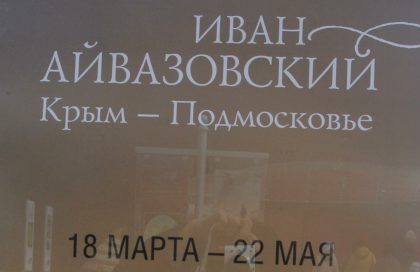 ИВАН
АЙВАЗОВСКИЙ
Крым – Подмосковье
18 МАРТА – 22 МАЯ